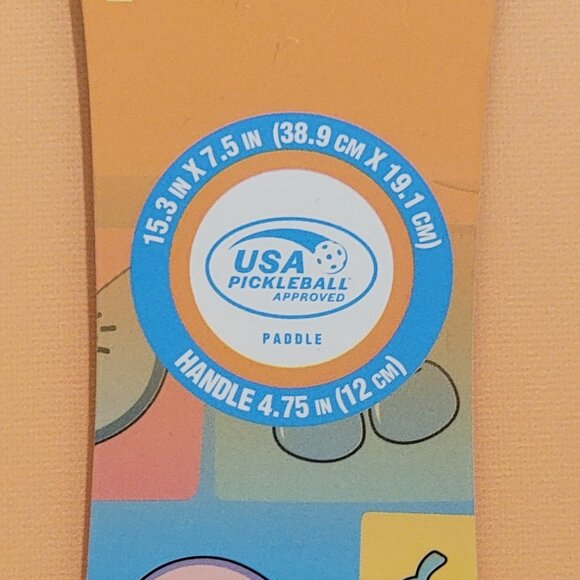 15.3 IN X 7.5 IN (38.9 CM X 19.1 CM)
USA
PICKLEBALL
APPROVED
PADDLE
HANDLE 4.75 IN (12 CM)